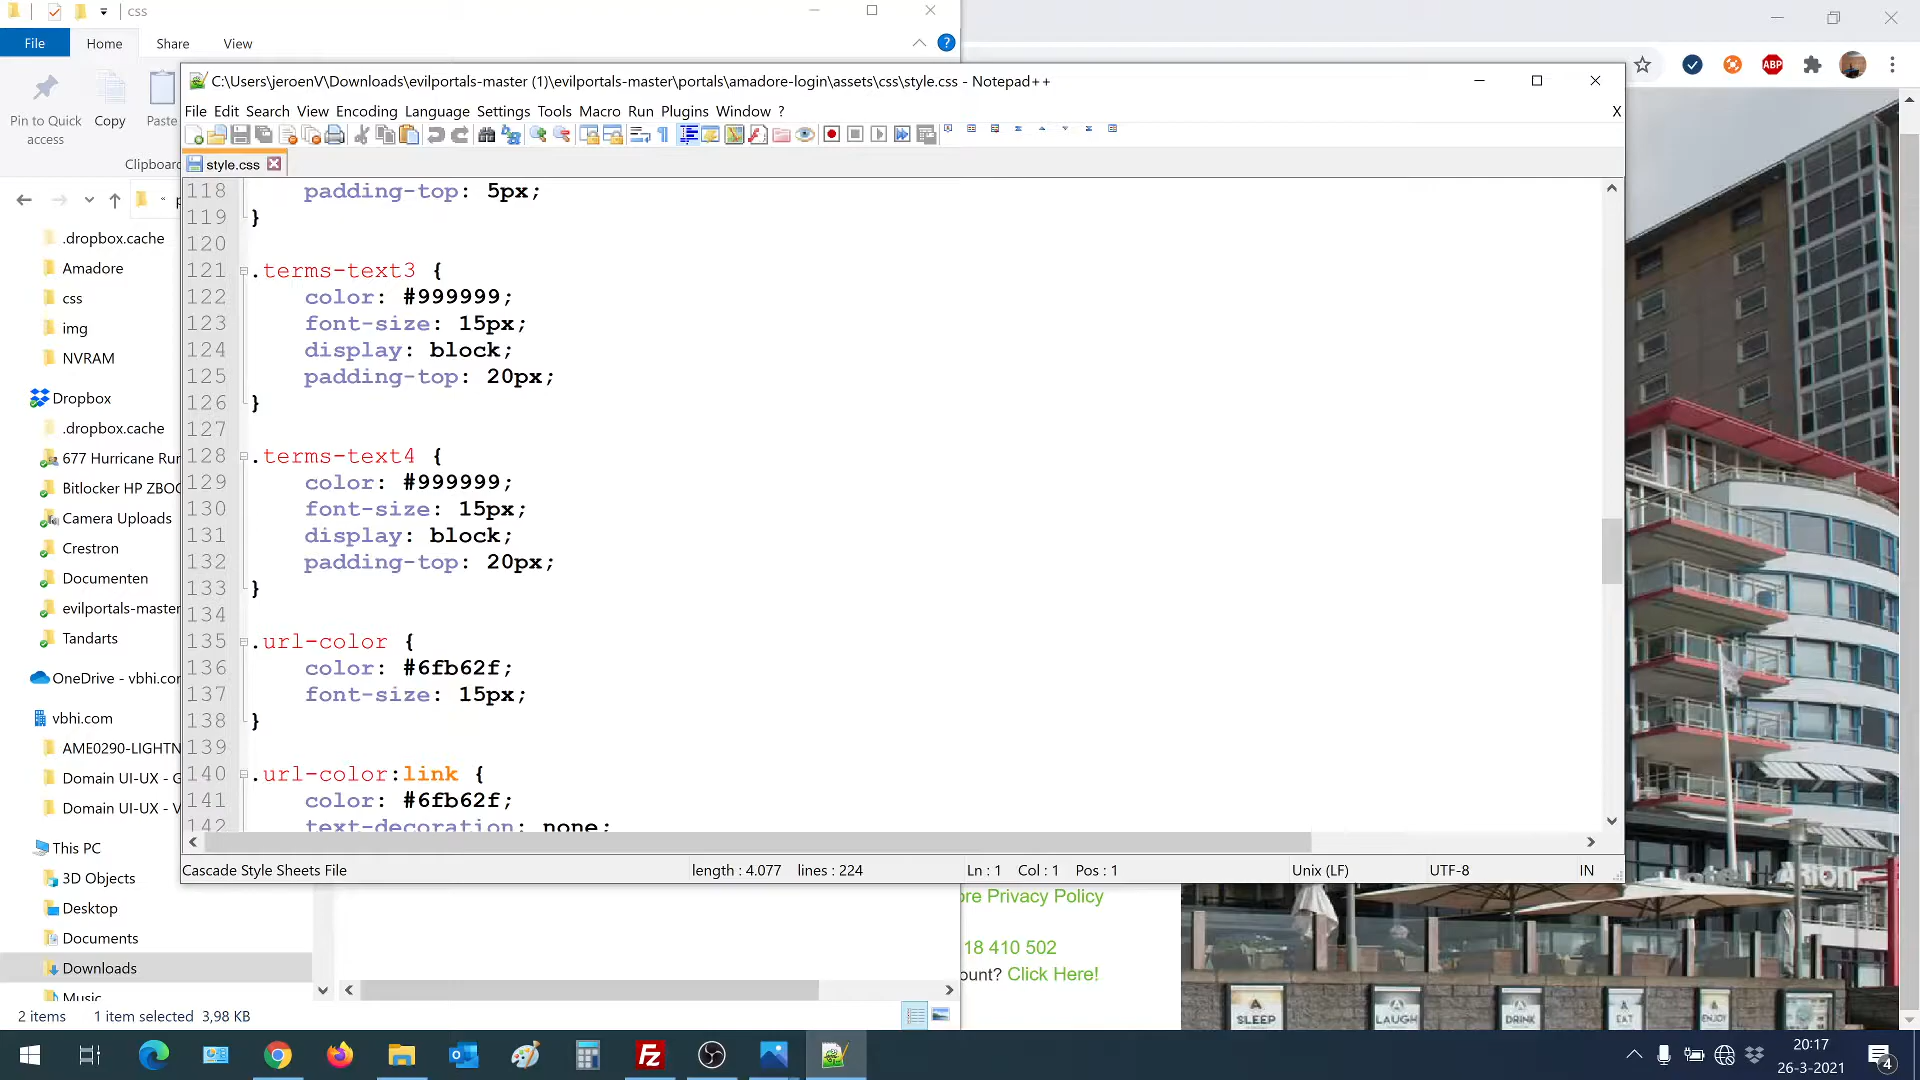 css
File
Home
Share
View
Pin to Quick
access
Copy
Paste
Clipboard
C:\Users\jeroenV\Downloads\evilportals-master (1)\evilportals-master\portals\amadore-login\assets\css\style.css - Notepad++
File Edit Search View Encoding Language Settings Tools Macro Run Plugins Window ?
X
ABP
style.css
118 padding-top: 5px;
119 }
120
121 .terms-text3 {
122 color: #999999;
123 font-size: 15px;
124 display: block;
125 padding-top: 20px;
126 }
127
128 .terms-text4 {
129 color: #999999;
130 font-size: 15px;
131 display: block;
132 padding-top: 20px;
133 }
134
135 .url-color {
136 color: #6fb62f;
137 font-size: 15px;
138 }
139
140 .url-color:link {
141 color: #6fb62f;
142 text-decoration: none;
Cascade Style Sheets File
length : 4.077 lines : 224
Ln : 1 Col : 1 Pos : 1
Unix (LF)
UTF-8
IN
.dropbox.cache
Amadore
css
img
NVRAM
Dropbox
.dropbox.cache
677 Hurricane Run
Bitlocker HP ZBOO
Camera Uploads
Crestron
Documenten
evilportals-master
Tandarts
OneDrive - vbhi.com
vbhi.com
AME0290-LIGHTN
Domain UI-UX - G
Domain UI-UX - V
This PC
3D Objects
Desktop
Documents
Downloads
Music
2 items 1 item selected 3,98 KB
ore Privacy Policy
18 410 502
ount? Click Here!
SLEEP
LAUGH
DRINK
EAT
ENJOY
20:17
26-3-2021
4